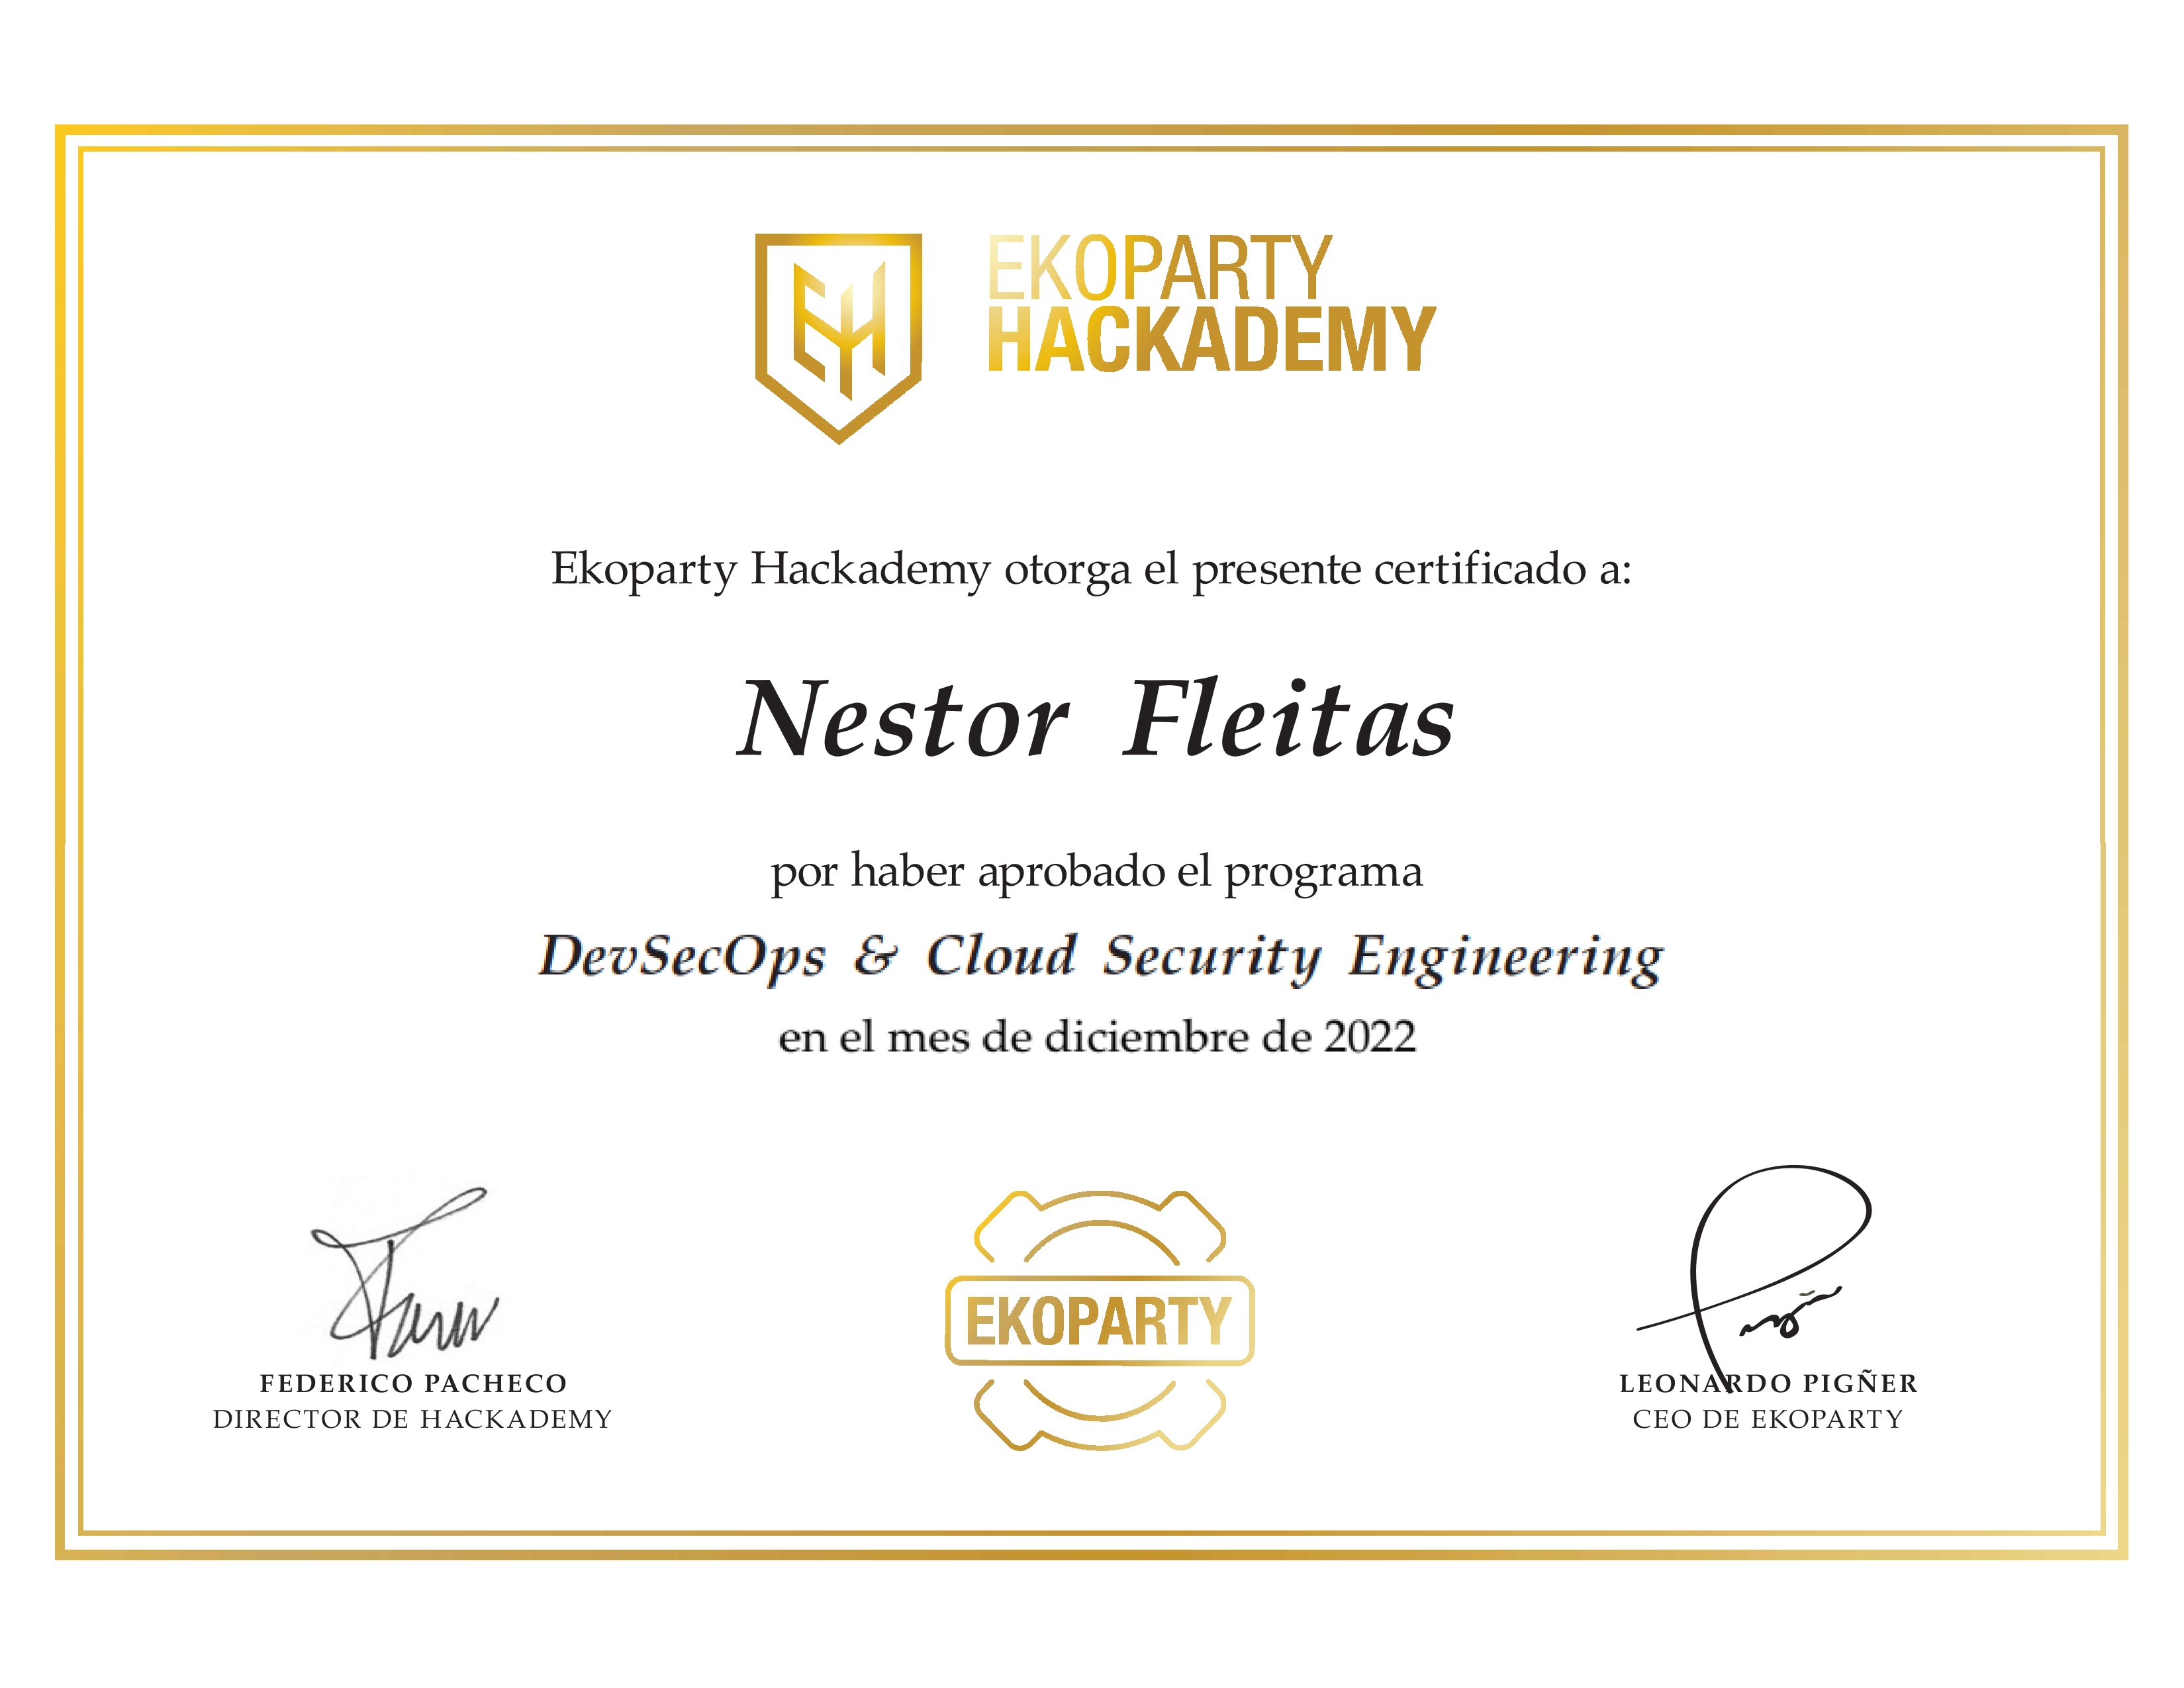 EKOPARTY
HACKADEMY
Ekoparty Hackademy otorga el presente certificado a:
Nestor Fleitas
por haber aprobado el programa
DevSecOps & Cloud Security Engineering
en el mes de diciembre de 2022
EKOPARTY
FEDERICO PACHECO
DIRECTOR DE HACKADEMY
LEONARDO PIGÑER
CEO DE EKOPARTY